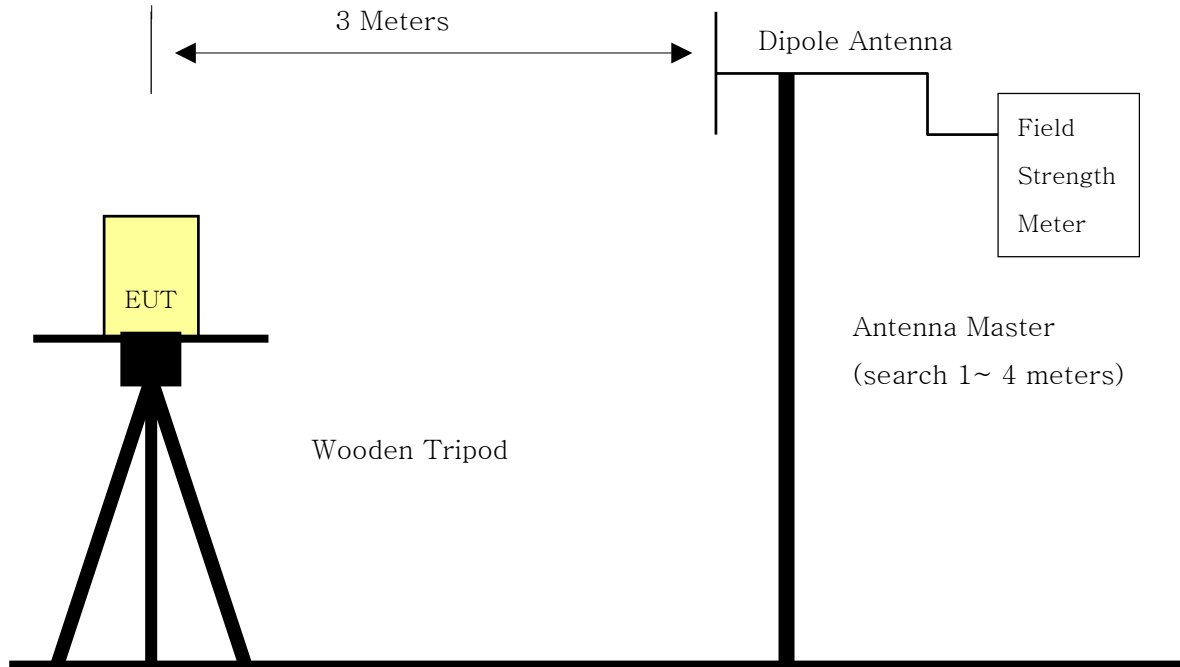 3 Meters
Dipole Antenna
Field
Strength
Meter
EUT
Antenna Master
(search 1~ 4 meters)
Wooden Tripod